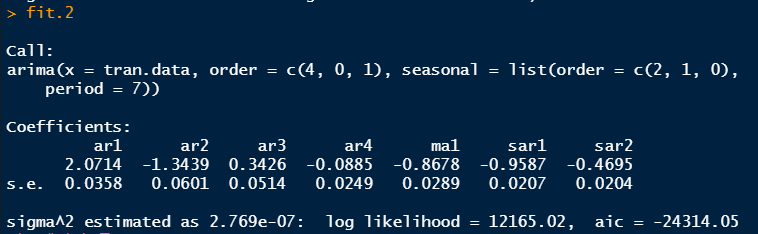 > fit.2
Call:
arima(x = tran.data, order = c(4, 0, 1), seasonal = list(order = c(2, 1, 0),
period = 7))
Coefficients:
ar1 ar2 ar3 ar4 ma1 sar1 sar2
2.0714 -1.3439 0.3426 -0.0885 -0.8678 -0.9587 -0.4695
s.e. 0.0358 0.0601 0.0514 0.0249 0.0289 0.0207 0.0204
sigma^2 estimated as 2.769e-07: log likelihood = 12165.02, aic = -24314.05